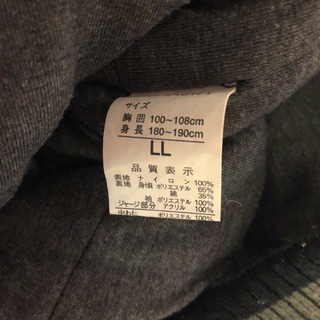 サイズ
胸囲 100~108cm
身長 180~190cm
LL
品質表示
表地 ナイロン 100%
裏地 身頃 ポリエステル 65%
綿 35%
袖 ポリエステル 100%
ジャージ部分 アクリル 100%
中わた ポリエステル 100%